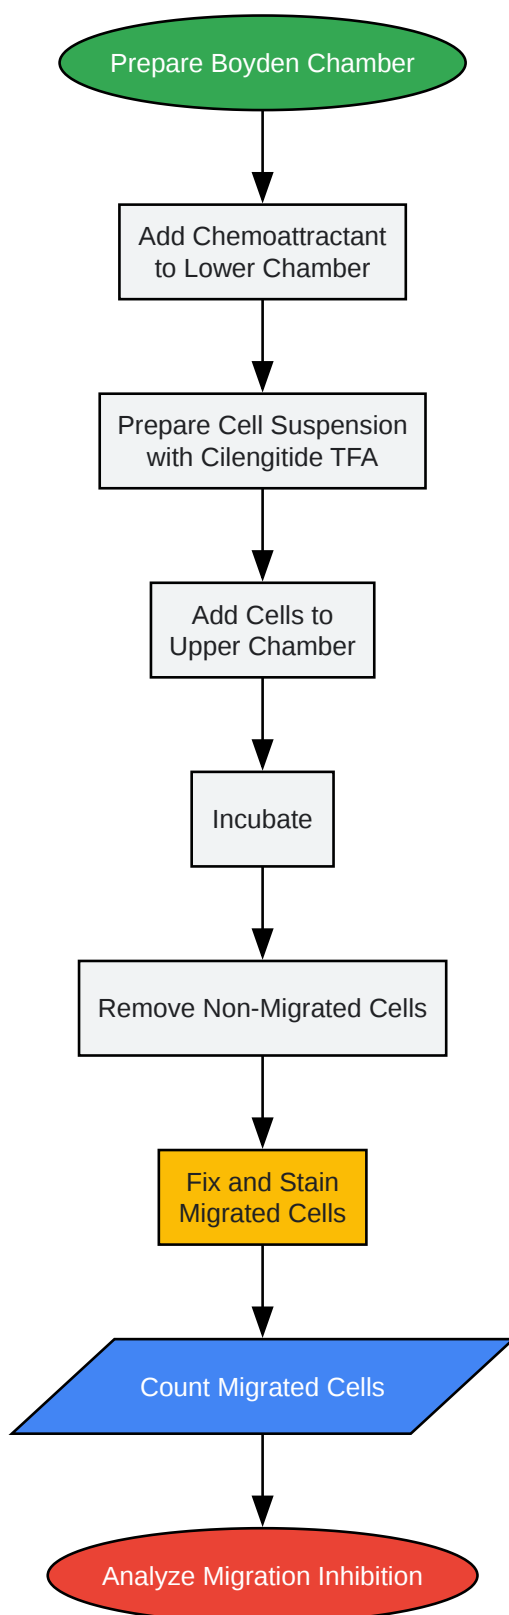 Prepare Boyden Chamber
Add Chemoattractant
to Lower Chamber
Prepare Cell Suspension
with Cilengitide TFA
Add Cells to
Upper Chamber
Incubate
Remove Non-Migrated Cells
Fix and Stain
Migrated Cells
Count Migrated Cells
Analyze Migration Inhibition